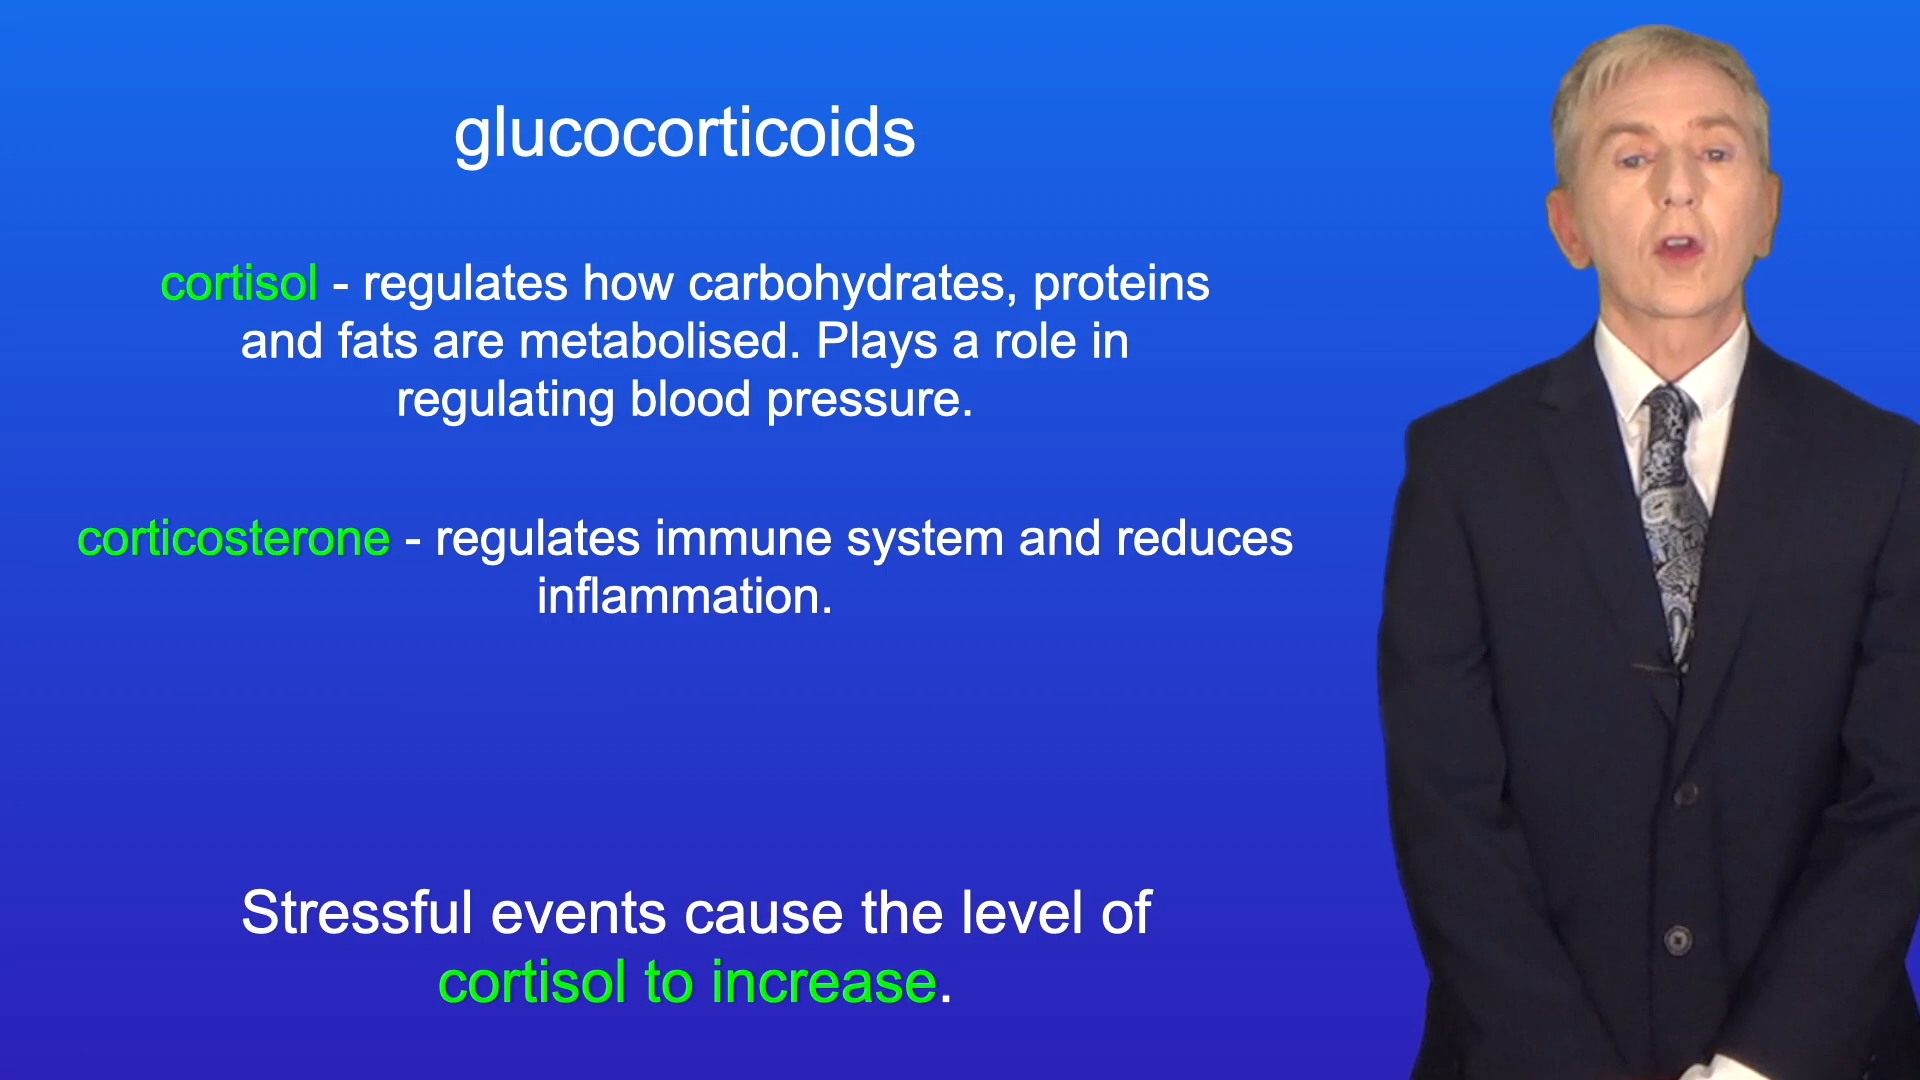 glucocorticoids
cortisol - regulates how carbohydrates, proteins
and fats are metabolised. Plays a role in
regulating blood pressure.
corticosterone - regulates immune system and reduces
inflammation.
Stressful events cause the level of
cortisol to increase.